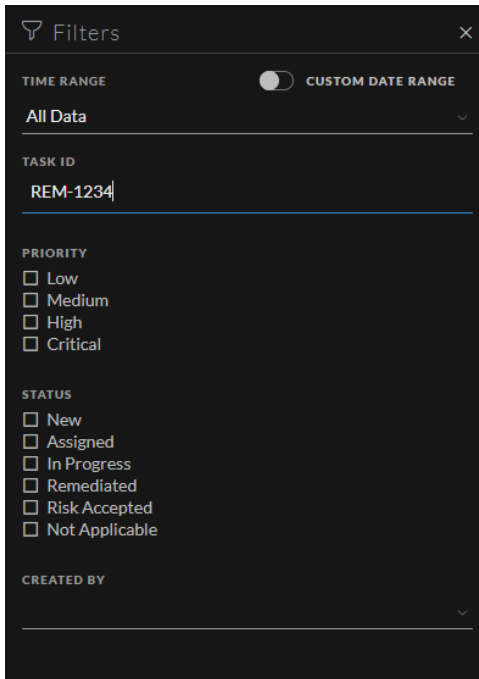 Filters
TIME RANGE CUSTOM DATE RANGE
All Data
TASK ID
REM-1234
PRIORITY
Low
Medium
High
Critical
STATUS
New
Assigned
In Progress
Remediated
Risk Accepted
Not Applicable
CREATED BY